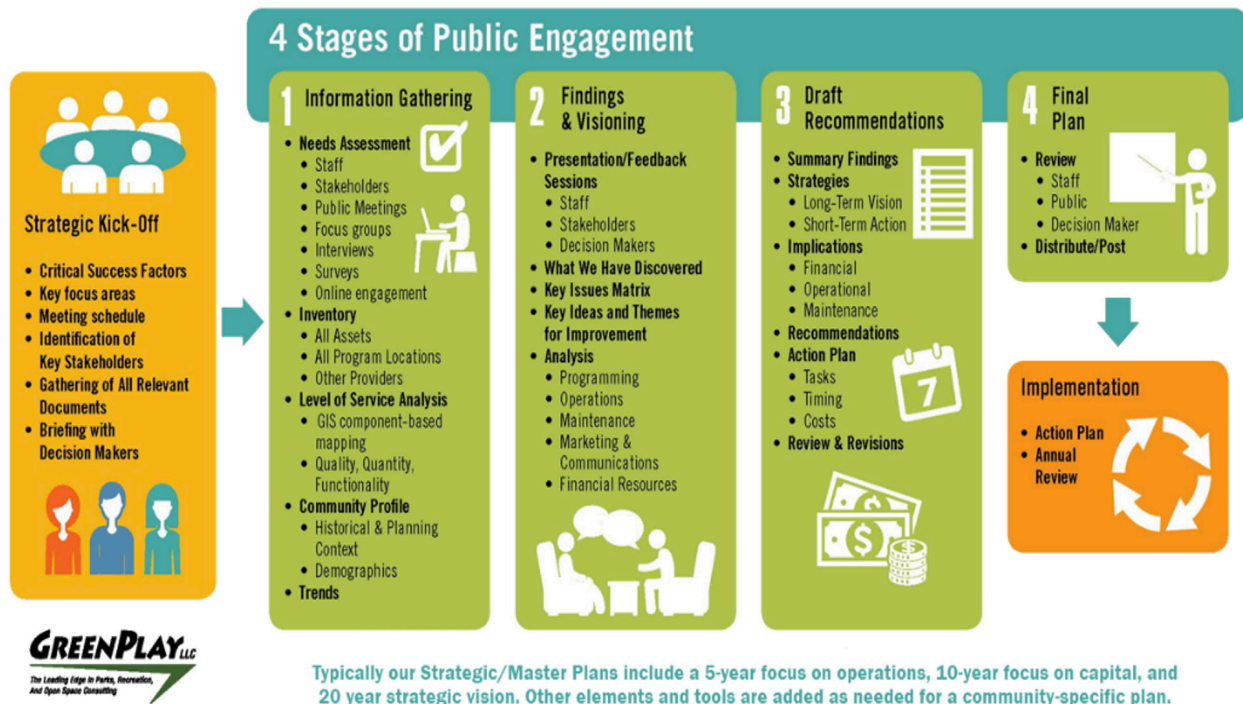 4 Stages of Public Engagement
Strategic Kick-Off
• Critical Success Factors
• Key focus areas
• Meeting schedule
• Identification of
Key Stakeholders
• Gathering of All Relevant
Documents
• Briefing with
Decision Makers
1 Information Gathering
• Needs Assessment
• Staff
• Stakeholders
• Public Meetings
• Focus groups
• Interviews
• Surveys
• Online engagement
• Inventory
• All Assets
• All Program Locations
• Other Providers
• Level of Service Analysis
• GIS component-based
mapping
• Quality, Quantity,
Functionality
• Community Profile
• Historical & Planning
Context
• Demographics
• Trends
2 Findings
& Visioning
• Presentation/Feedback
Sessions
• Staff
• Stakeholders
• Decision Makers
• What We Have Discovered
• Key Issues Matrix
• Key Ideas and Themes
for Improvement
• Analysis
• Programming
• Operations
• Maintenance
• Marketing &
Communications
• Financial Resources
3 Draft
Recommendations
• Summary Findings
• Strategies
• Long-Term Vision
• Short-Term Action
• Implications
• Financial
• Operational
• Maintenance
• Recommendations
• Action Plan
• Tasks
• Timing
• Costs
• Review & Revisions
7
$
$
$
4 Final
Plan
• Review
• Staff
• Public
• Decision Maker
• Distribute/Post
Implementation
• Action Plan
• Annual
Review
GREENPLAY LLC
The Leading Edge In Parks, Recreation,
And Open Space Consulting
Typically our Strategic/Master Plans include a 5-year focus on operations, 10-year focus on capital, and
20 year strategic vision. Other elements and tools are added as needed for a community-specific plan.